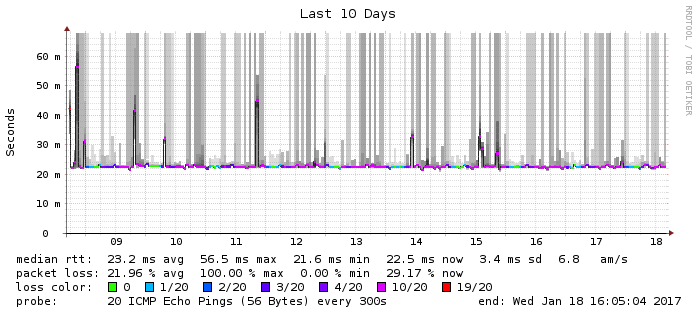 Last 10 Days
RRDTOOL / TOBI OETIKER
Seconds
60 m
50 m
40 m
30 m
20 m
10 m
0
09 10 11 12 13 14 15 16 17 18
median rtt: 23.2 ms avg 56.5 ms max 21.6 ms min 22.5 ms now 3.4 ms sd 6.8 am/s
packet loss: 21.96 % avg 100.00 % max 0.00 % min 29.17 % now
loss color: 0 1/20 2/20 3/20 4/20 10/20 19/20
probe: 20 ICMP Echo Pings (56 Bytes) every 300s end: Wed Jan 18 16:05:04 2017